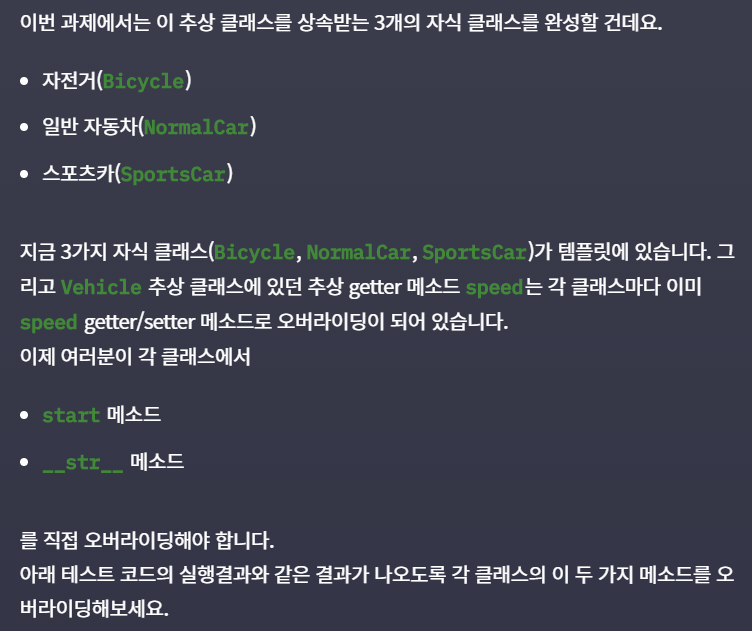 이번 과제에서는 이 추상 클래스를 상속받는 3개의 자식 클래스를 완성할 건데요.
• 자전거(Bicycle)
• 일반 자동차(NormalCar)
• 스포츠카(SportsCar)
지금 3가지 자식 클래스(Bicycle, NormalCar, SportsCar)가 템플릿에 있습니다. 그
리고 Vehicle 추상 클래스에 있던 추상 getter 메소드 speed는 각 클래스마다 이미
speed getter/setter 메소드로 오버라이딩이 되어 있습니다.
이제 여러분이 각 클래스에서
• start 메소드
• __str__ 메소드
를 직접 오버라이딩해야 합니다.
아래 테스트 코드의 실행결과와 같은 결과가 나오도록 각 클래스의 이 두 가지 메소드를 오
버라이딩해보세요.